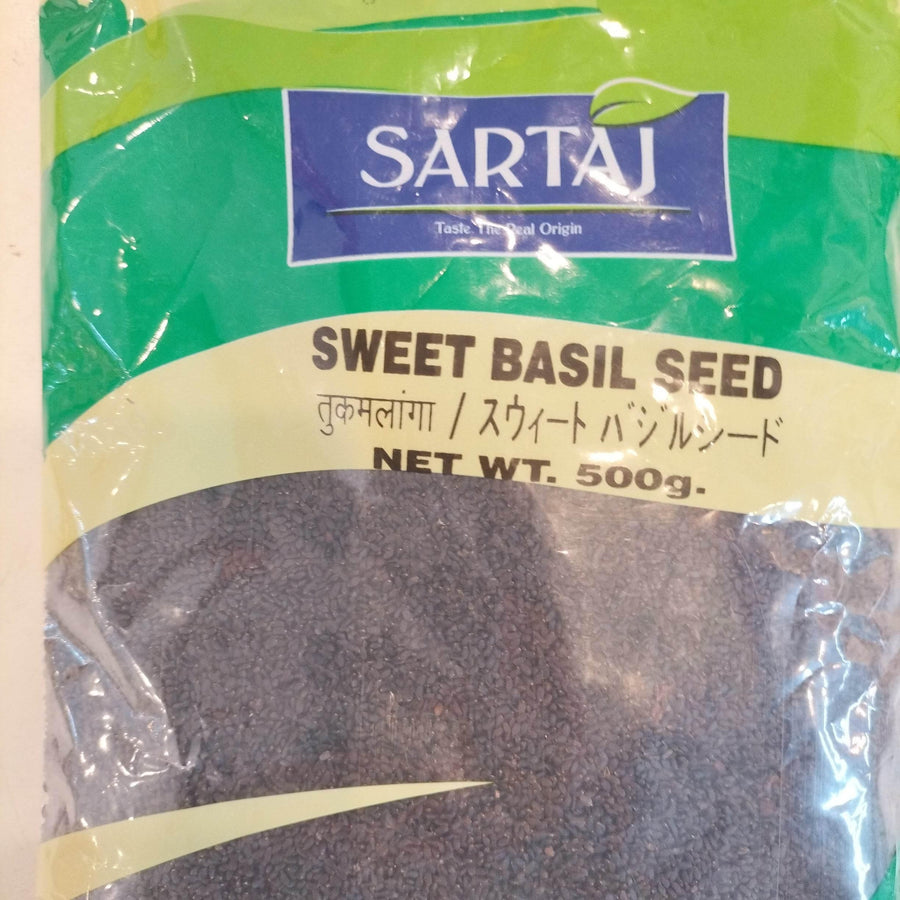 SARTAJ
Taste The Real Origin
SWEET BASIL SEED
तुकमलांगा / スウィート バジルシード
NET WT. 500g.